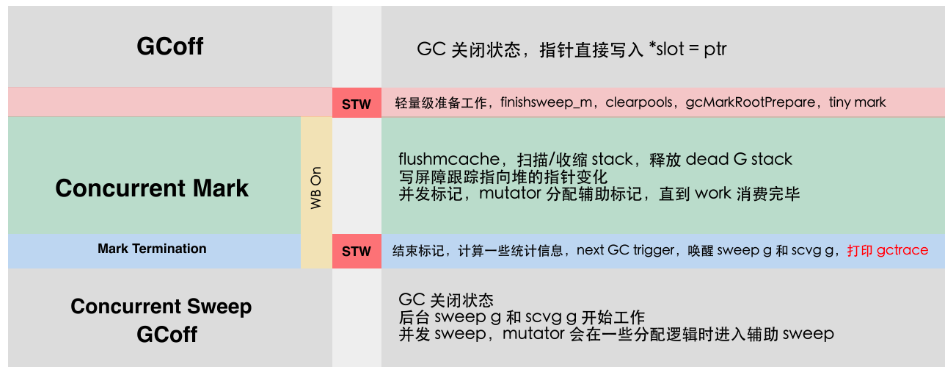 GCoff
GC 关闭状态，指针直接写入 *slot = ptr
STW
轻量级准备工作，finishsweep_m，clearpools，gcMarkRootPrepare，tiny mark
Concurrent Mark
WB On
flushmcache，扫描/收缩 stack，释放 dead G stack
写屏障跟踪指向堆的指针变化
并发标记，mutator 分配辅助标记，直到 work 消费完毕
Mark Termination
STW
结束标记，计算一些统计信息，next GC trigger，唤醒 sweep g 和 scvg g，打印 gctrace
Concurrent Sweep
GCoff
GC 关闭状态
后台 sweep g 和 scvg g 开始工作
并发 sweep，mutator 会在一些分配逻辑时进入辅助 sweep